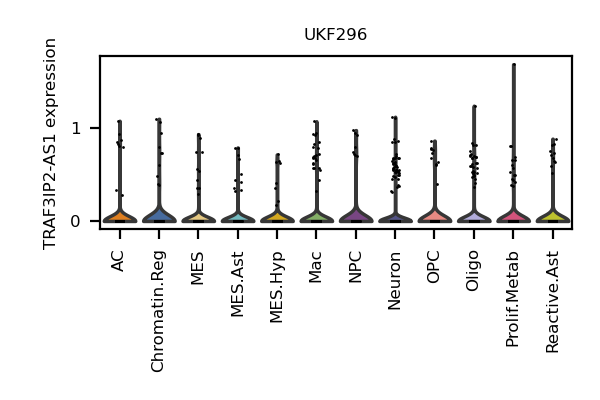 UKF296
TRAF3IP2-AS1 expression
1
0
AC
Chromatin.Reg
MES
MES.Ast
MES.Hyp
Mac
NPC
Neuron
OPC
Oligo
Prolif.Metab
Reactive.Ast